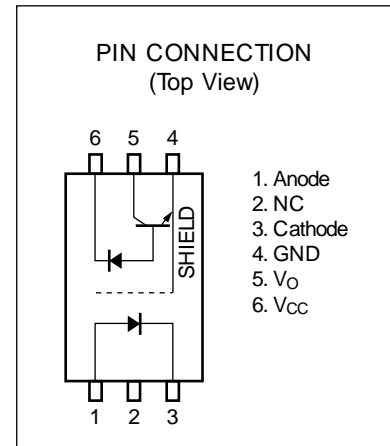 PIN CONNECTION
(Top View)
6 5 4
SHIELD
1 2 3
1. Anode
2. NC
3. Cathode
4. GND
5. VO
6. VCC